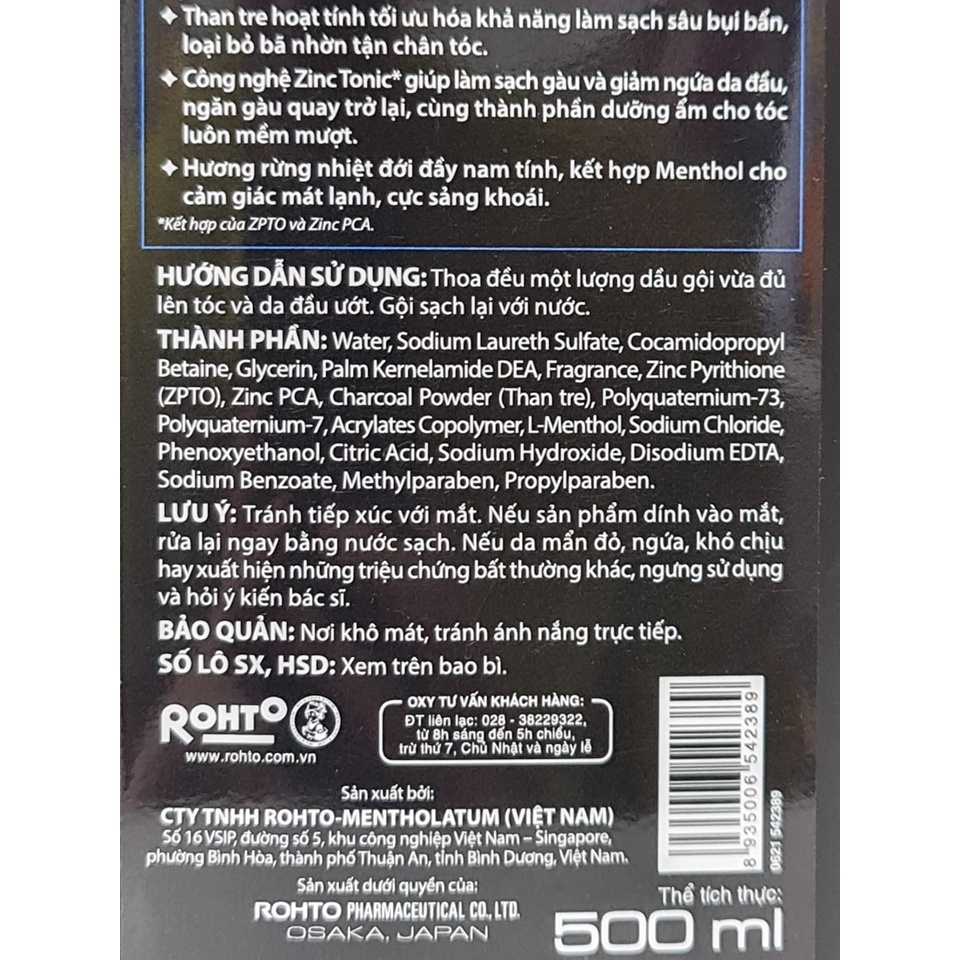 ✦ Than tre hoạt tính tối ưu hóa khả năng làm sạch sâu bụi bẩn,
loại bỏ bã nhờn tận chân tóc.
✦ Công nghệ Zinc Tonic* giúp làm sạch gàu và giảm ngứa da đầu,
ngăn gàu quay trở lại, cùng thành phần dưỡng ẩm cho tóc
luôn mềm mượt.
✦ Hương rừng nhiệt đới đầy nam tính, kết hợp Menthol cho
cảm giác mát lạnh, cực sảng khoái.
*Kết hợp của ZPTO và Zinc PCA.
HƯỚNG DẪN SỬ DỤNG: Thoa đều một lượng dầu gội vừa đủ
lên tóc và da đầu ướt. Gội sạch lại với nước.
THÀNH PHẦN: Water, Sodium Laureth Sulfate, Cocamidopropyl
Betaine, Glycerin, Palm Kernelamide DEA, Fragrance, Zinc Pyrithione
(ZPTO), Zinc PCA, Charcoal Powder (Than tre), Polyquaternium-73,
Polyquaternium-7, Acrylates Copolymer, L-Menthol, Sodium Chloride,
Phenoxyethanol, Citric Acid, Sodium Hydroxide, Disodium EDTA,
Sodium Benzoate, Methylparaben, Propylparaben.
LƯU Ý: Tránh tiếp xúc với mắt. Nếu sản phẩm dính vào mắt,
rửa lại ngay bằng nước sạch. Nếu da mẩn đỏ, ngứa, khó chịu
hay xuất hiện những triệu chứng bất thường khác, ngưng sử dụng
và hỏi ý kiến bác sĩ.
BẢO QUẢN: Nơi khô mát, tránh ánh nắng trực tiếp.
SỐ LÔ SX, HSD: Xem trên bao bì.
ROHTO
www.rohto.com.vn
OXY TƯ VẤN KHÁCH HÀNG:
ĐT liên lạc: 028 - 38229322,
từ 8h sáng đến 5h chiều,
trừ thứ 7, Chủ Nhật và ngày lễ
8 935006 542389
0621 542389
Sản xuất bởi:
CTY TNHH ROHTO-MENTHOLATUM (VIỆT NAM)
Số 16 VSIP, đường số 5, khu công nghiệp Việt Nam – Singapore,
phường Bình Hòa, thành phố Thuận An, tỉnh Bình Dương, Việt Nam.
Sản xuất dưới quyền của:
ROHTO PHARMACEUTICAL CO., LTD.
OSAKA, JAPAN
Thể tích thực:
500 ml